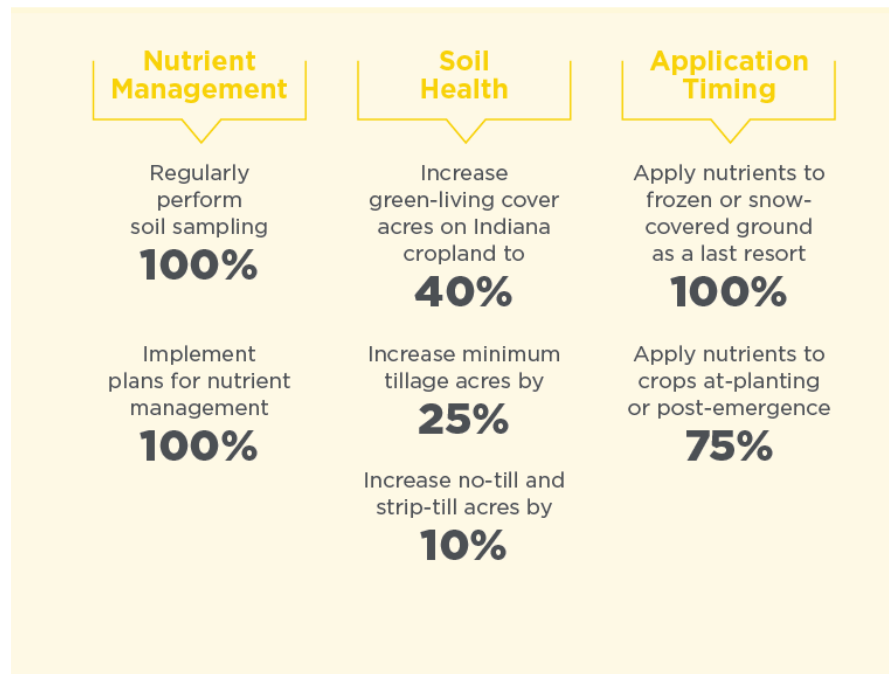 Nutrient
Management
Regularly
perform
soil sampling
100%
Implement
plans for nutrient
management
100%
Soil
Health
Increase
green-living cover
acres on Indiana
cropland to
40%
Increase minimum
tillage acres by
25%
Increase no-till and
strip-till acres by
10%
Application
Timing
Apply nutrients to
frozen or snow-
covered ground
as a last resort
100%
Apply nutrients to
crops at-planting
or post-emergence
75%